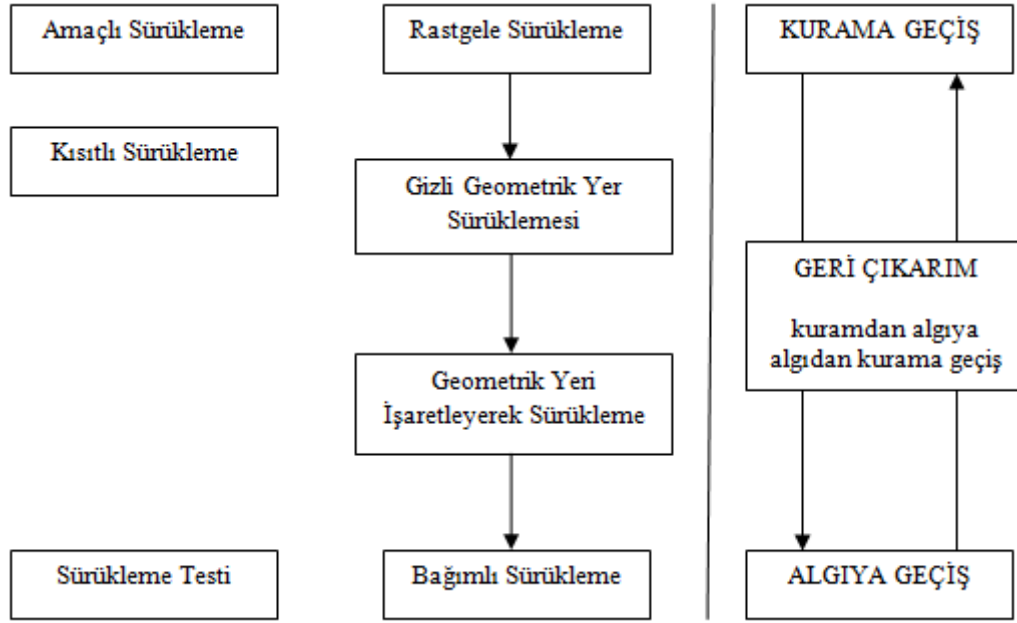 Amaçlı Sürükleme
Rastgele Sürükleme
KURAMA GEÇİŞ
Kısıtlı Sürükleme
Gizli Geometrik Yer
Sürüklemesi
GERİ ÇIKARIM
kuramdan algıya
algıdan kurama geçiş
Geometrik Yeri
İşaretleyerek Sürükleme
Sürükleme Testi
Bağımlı Sürükleme
ALGIYA GEÇİŞ